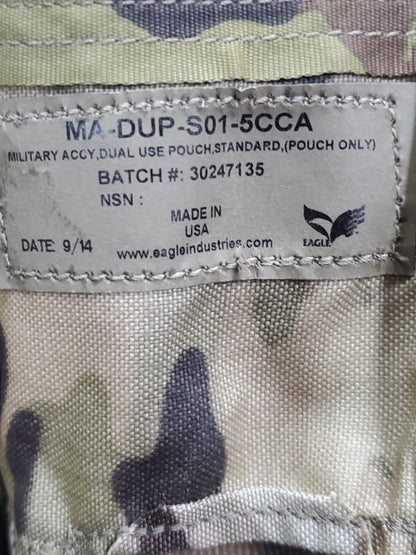 MA-DUP-S01-5CCA
MILITARY ACCY,DUAL USE POUCH,STANDARD,(POUCH ONLY)
BATCH #: 30247135
NSN :
MADE IN
USA
DATE: 9/14
www.eagleindustries.com
EAGLE